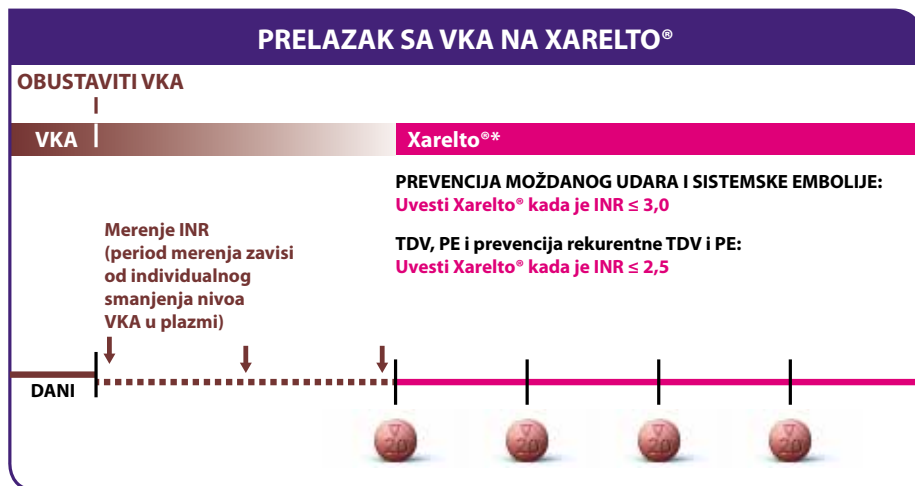 PRELAZAK SA VKA NA XARELTO®
OBUSTAVITI VKA
VKA
Xarelto®*
PREVENCIJA MOŽDANOG UDARA I SISTEMSKE EMBOLIJE:
Uvesti Xarelto® kada je INR ≤ 3,0
TDV, PE i prevencija rekurentne TDV i PE:
Uvesti Xarelto® kada je INR ≤ 2,5
Merenje INR
(period merenja zavisi
od individualnog
smanjenja nivoa
VKA u plazmi)
DANI
20
20
20
20